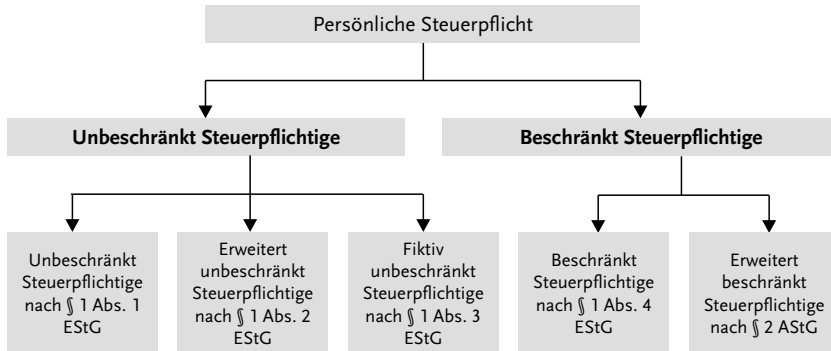 Persönliche Steuerpflicht
Unbeschränkt Steuerpflichtige
Beschränkt Steuerpflichtige
Unbeschränkt
Steuerpflichtige
nach § 1 Abs. 1
EStG
Erweitert
unbeschränkt
Steuerpflichtige
nach § 1 Abs. 2
EStG
Fiktiv
unbeschränkt
Steuerpflichtige
nach § 1 Abs. 3
EStG
Beschränkt
Steuerpflichtige
nach § 1 Abs. 4
EStG
Erweitert
beschränkt
Steuerpflichtige
nach § 2 AStG